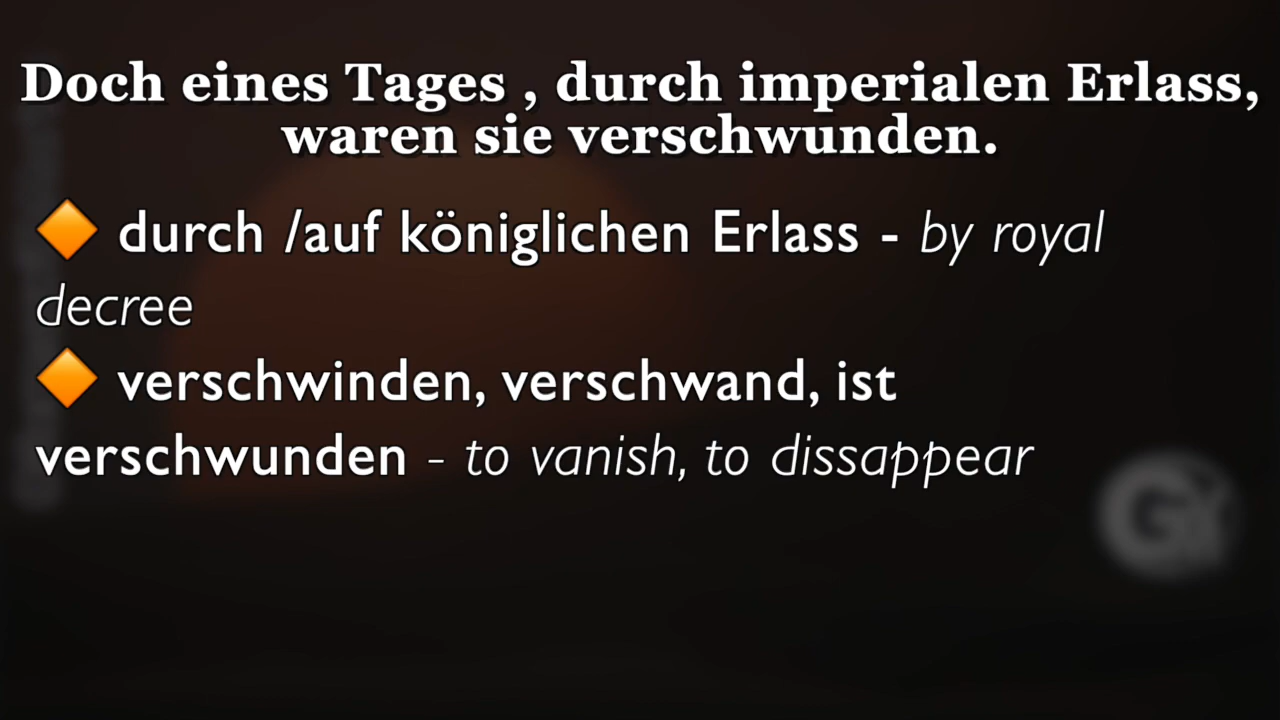 Doch eines Tages , durch imperialen Erlass,
waren sie verschwunden.
🔶 durch /auf königlichen Erlass - by royal
decree
🔶 verschwinden, verschwand, ist
verschwunden - to vanish, to dissappear